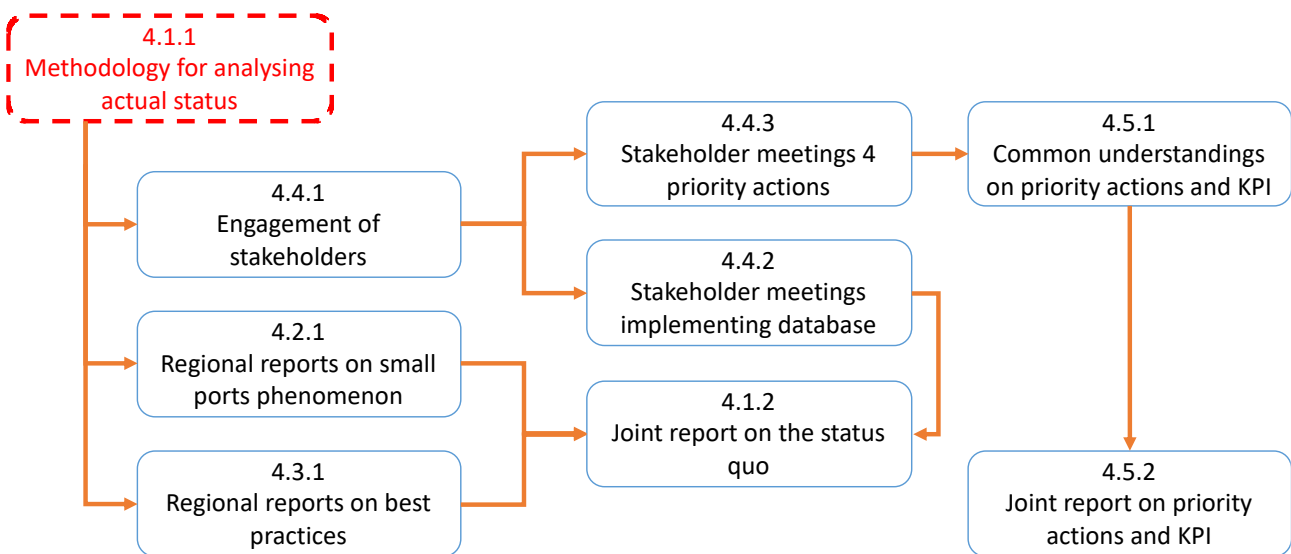 4.1.1
Methodology for analysing
actual status
4.4.1
Engagement of
stakeholders
4.2.1
Regional reports on small
ports phenomenon
4.3.1
Regional reports on best
practices
4.4.3
Stakeholder meetings 4
priority actions
4.4.2
Stakeholder meetings
implementing database
4.1.2
Joint report on the status
quo
4.5.1
Common understandings
on priority actions and KPI
4.5.2
Joint report on priority
actions and KPI